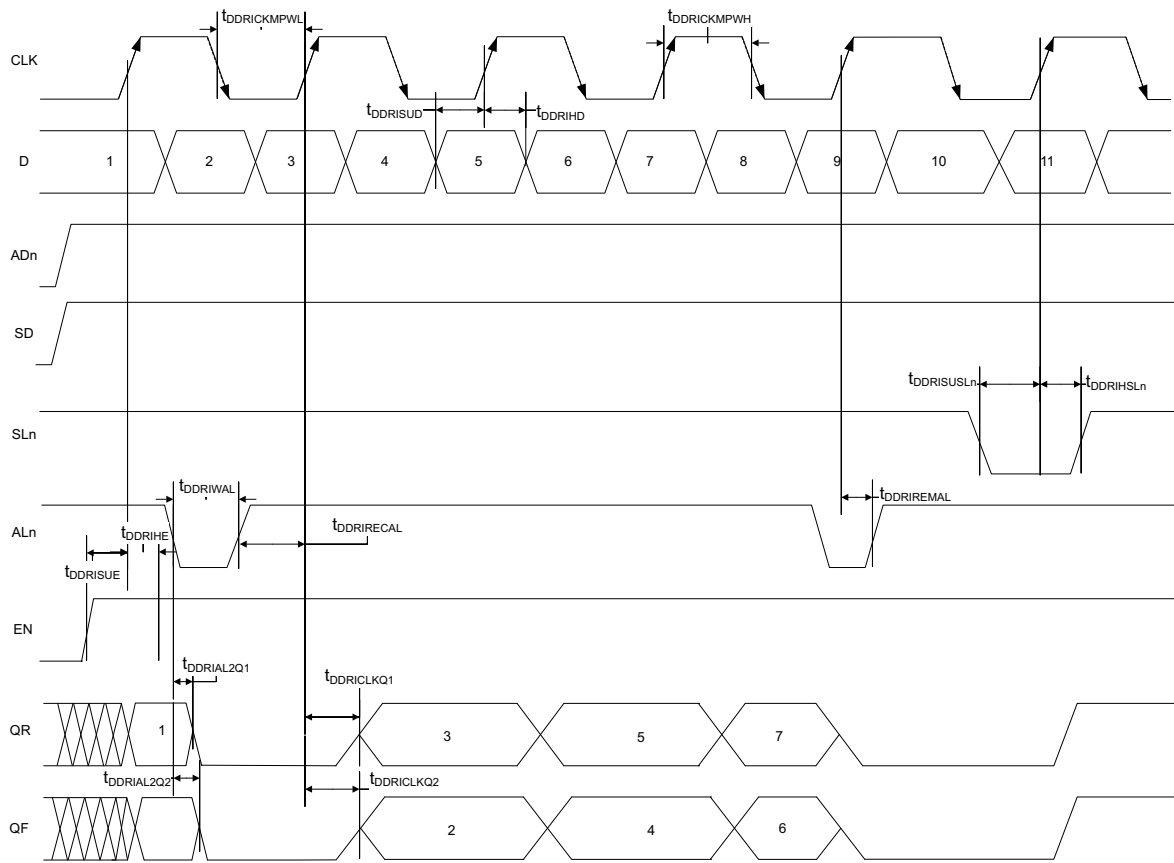 tDDRICKMPWL
tDDRICKMPWH
CLK
tDDRISUD
tDDRIHD
D
1
2
3
4
5
6
7
8
9
10
11
ADn
SD
tDDRISUSLn
tDDRIHSLn
SLn
tDDRIWAL
tDDRIREMAL
ALn
tDDRIHE
tDDRIRECAL
tDDRISUE
EN
tDDRIAL2Q1
tDDRICLKQ1
QR
1
3
5
7
tDDRIAL2Q2
tDDRICLKQ2
QF
2
4
6